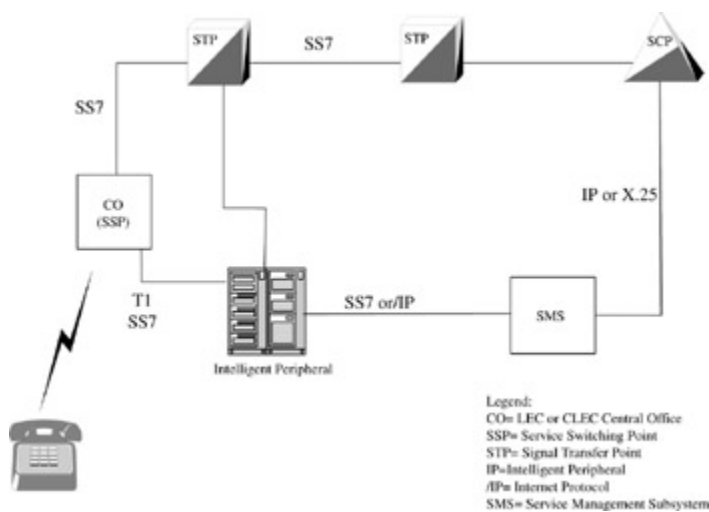 STP
SS7
STP
SCP
SS7
CO
(SSP)
IP or X.25
T1
SS7
SS7 or/IP
SMS
Intelligent Peripheral
Legend:
CO= LEC or CLEC Central Office
SSP= Service Switching Point
STP= Signal Transfer Point
IP=Intelligent Peripheral
/IP= Internet Protocol
SMS= Service Management Subsystem